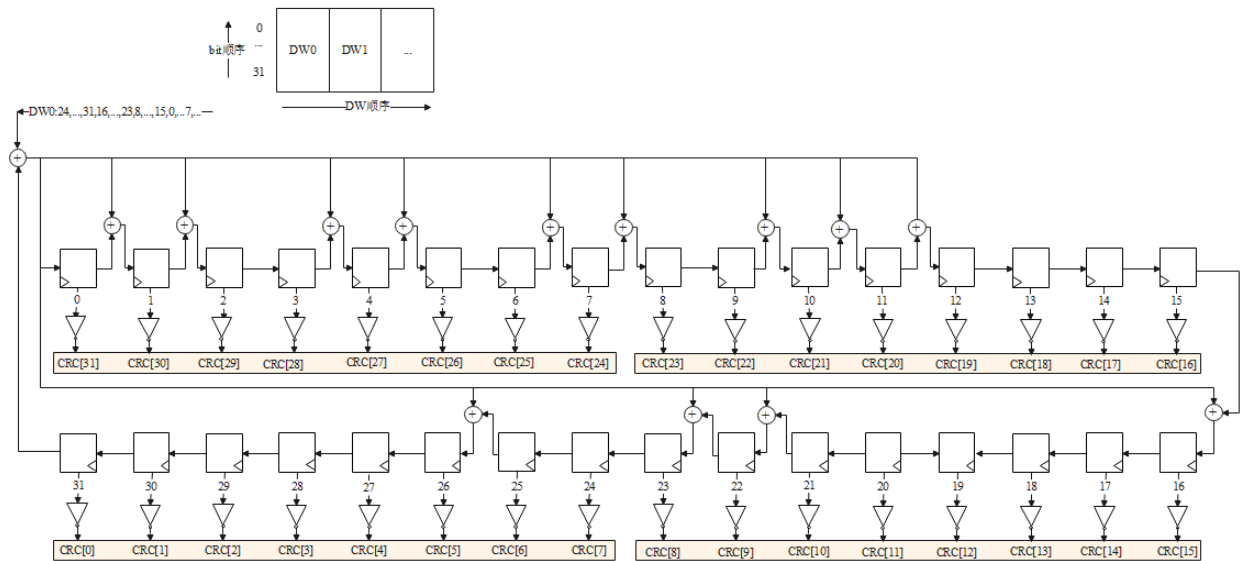 0
bit顺序 ... DW0 DW1 ...
31
DW顺序
DW0:24,...,31,16,...,23,8,...,15,0,...7,...
0 1 2 3 4 5 6 7 8 9 10 11 12 13 14 15
CRC[31] CRC[30] CRC[29] CRC[28] CRC[27] CRC[26] CRC[25] CRC[24] CRC[23] CRC[22] CRC[21] CRC[20] CRC[19] CRC[18] CRC[17] CRC[16]
31 30 29 28 27 26 25 24 23 22 21 20 19 18 17 16
CRC[0] CRC[1] CRC[2] CRC[3] CRC[4] CRC[5] CRC[6] CRC[7] CRC[8] CRC[9] CRC[10] CRC[11] CRC[12] CRC[13] CRC[14] CRC[15]